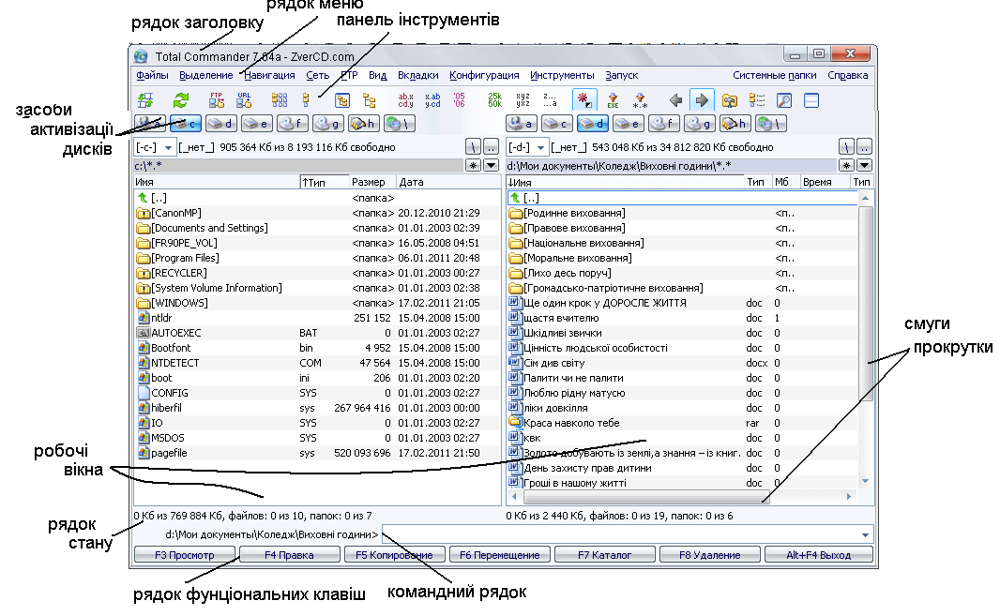 рядок меню
рядок заголовку
панель інструментів
Total Commander 7.04a - ZverCD.com
Файлы Выделение Навигация Сеть FTP Вид Вкладки Конфигурация Инструменты Запуск Системные папки Справка
FTP URL ab.x cd.y x.ab y.cd '05 '06 25k 50k xyz yxz z... ...a EXE *.*
засоби
активізації
дисків
a c d e f g h \ a c d e f g h \
[-c-] [_нет_] 905 364 Кб из 8 193 116 Кб свободно \ .. [-d-] [_нет_] 543 048 Кб из 34 812 820 Кб свободно \ ..
c:\*.* * d:\Мои документы\Коледж\Виховні години\*.* *
Имя ↑Тип Размер Дата ↓Имя Тип Мб Время Тип
[..] <папка> [..]
[CanonMP] <папка> 20.12.2010 21:29 [Родинне виховання] <п..
[Documents and Settings] <папка> 01.01.2003 02:39 [Правове виховання] <п..
[FR90PE_VOL] <папка> 16.05.2008 04:51 [Національне виховання] <п..
[Program Files] <папка> 06.01.2011 20:48 [Моральне виховання] <п..
[RECYCLER] <папка> 01.01.2003 00:27 [Лихо десь поруч] <п..
[System Volume Information] <папка> 01.01.2003 02:38 [Громадсько-патріотичне виховання] <п..
[WINDOWS] <папка> 17.02.2011 21:05 Ще один крок у ДОРОСЛЕ ЖИТТЯ doc 0
ntldr 251 152 15.04.2008 15:00 щастя вчителю doc 1
AUTOEXEC BAT 0 01.01.2003 02:27 Шкідливі звички doc 0
Bootfont bin 4 952 15.04.2008 15:00 Цінність людської особистості doc 0
NTDETECT COM 47 564 15.04.2008 15:00 Сім див світу docx 0
boot ini 206 01.01.2003 02:20 Палити чи не палити doc 0
CONFIG SYS 0 01.01.2003 02:27 Люблю рідну матусю doc 0
hiberfil sys 267 964 416 01.01.2003 00:00 ліки довкілля doc 0
IO SYS 0 01.01.2003 02:27 Краса навколо тебе rar 0
MSDOS SYS 0 01.01.2003 02:27 квк doc 0
pagefile sys 520 093 696 17.02.2011 21:50 Золото добувають із землі,а знання – із книг. doc 0
День захисту прав дитини doc 0
Гроші в нашому житті doc 0
смуги
прокрутки
робочі
вікна
0 Кб из 769 884 Кб, файлов: 0 из 10, папок: 0 из 7 0 Кб из 2 440 Кб, файлов: 0 из 19, папок: 0 из 6
рядок
стану
d:\Мои документы\Коледж\Виховні години>
F3 Просмотр F4 Правка F5 Копирование F6 Перемещение F7 Каталог F8 Удаление Alt+F4 Выход
рядок фунціональних клавіш
командний рядок